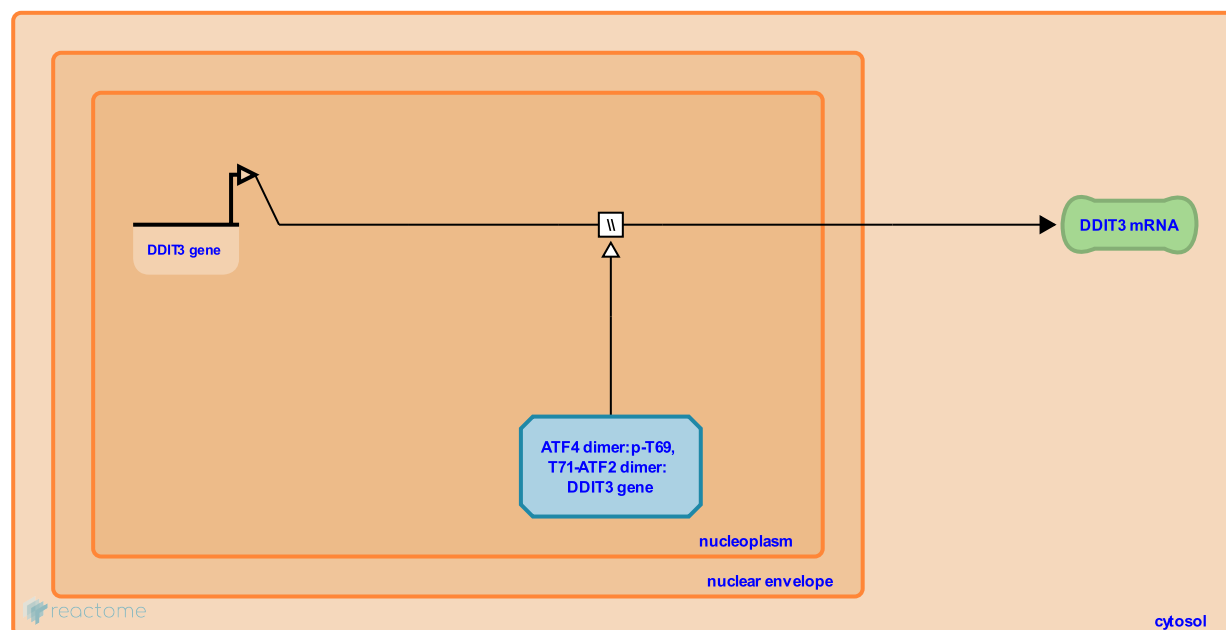 DDIT3 gene
\\
DDIT3 mRNA
ATF4 dimer:p-T69,
T71-ATF2 dimer:
DDIT3 gene
nucleoplasm
nuclear envelope
reactome
cytosol